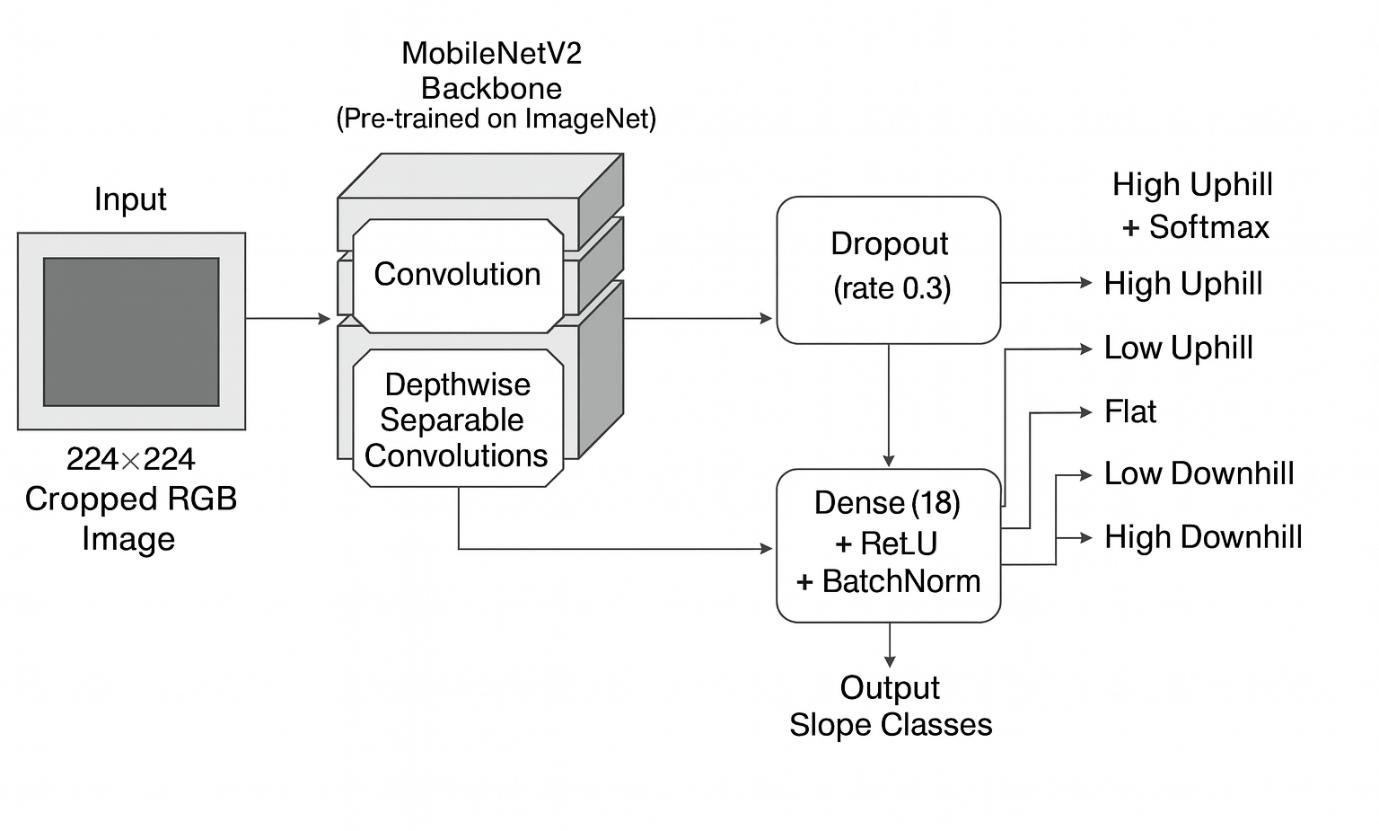 MobileNetV2
Backbone
(Pre-trained on ImageNet)
Input
224×224
Cropped RGB
Image
Convolution
Depthwise
Separable
Convolutions
Dropout
(rate 0.3)
Dense (18)
+ ReLU
+ BatchNorm
Output
Slope Classes
High Uphill
+ Softmax
High Uphill
Low Uphill
Flat
Low Downhill
High Downhill